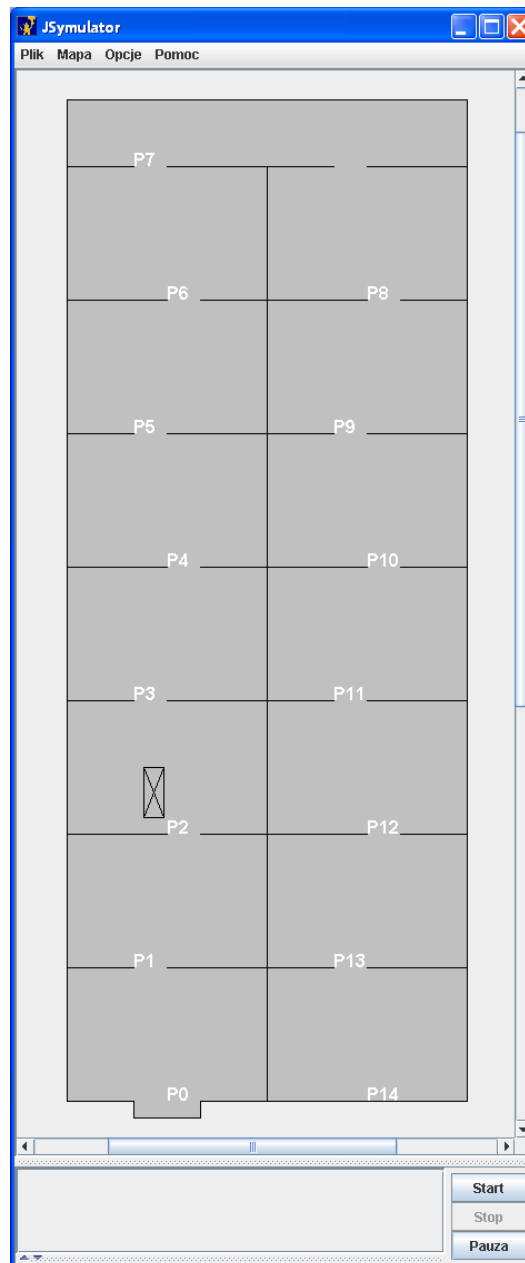 JSymulator
Plik Mapa Opcje Pomoc
P7
P6 P8
P5 P9
P4 P10
P3 P11
P2 P12
P1 P13
P0 P14
Start
Stop
Pauza